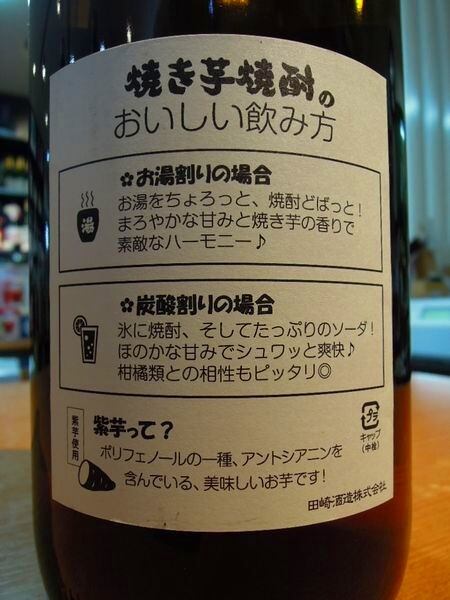 焼き芋焼酎の
おいしい飲み方
✿お湯割りの場合
お湯をちょろっと、焼酎どばっと！
まろやかな甘みと焼き芋の香りで
素敵なハーモニー♪
湯
✿炭酸割りの場合
氷に焼酎、そしてたっぷりのソーダ！
ほのかな甘みでシュワッと爽快♪
柑橘類との相性もピッタリ◎
紫芋使用
紫芋って？
ポリフェノールの一種、アントシアニンを
含んでいる、美味しいお芋です！
プラ
キャップ
（中栓）
田崎酒造株式会社